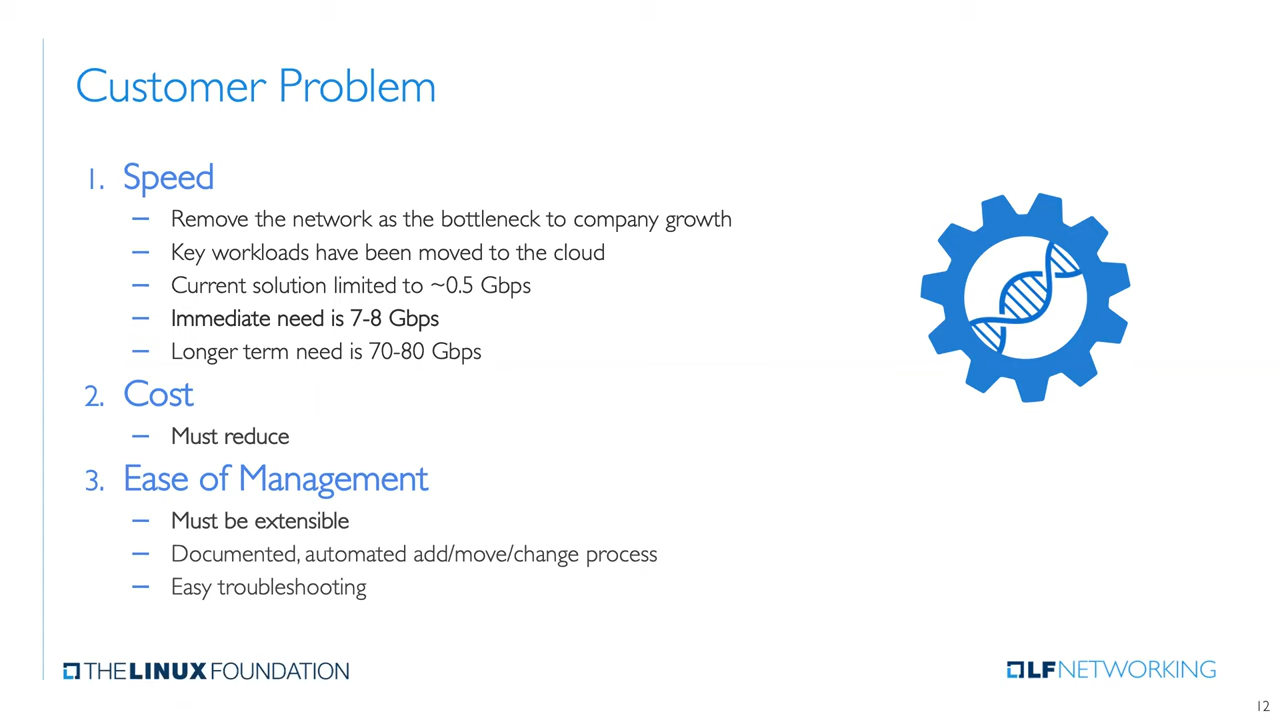 Customer Problem
1. Speed
– Remove the network as the bottleneck to company growth
– Key workloads have been moved to the cloud
– Current solution limited to ~0.5 Gbps
– Immediate need is 7-8 Gbps
– Longer term need is 70-80 Gbps
2. Cost
– Must reduce
3. Ease of Management
– Must be extensible
– Documented, automated add/move/change process
– Easy troubleshooting
THE LINUX FOUNDATION
LFNETWORKING
12